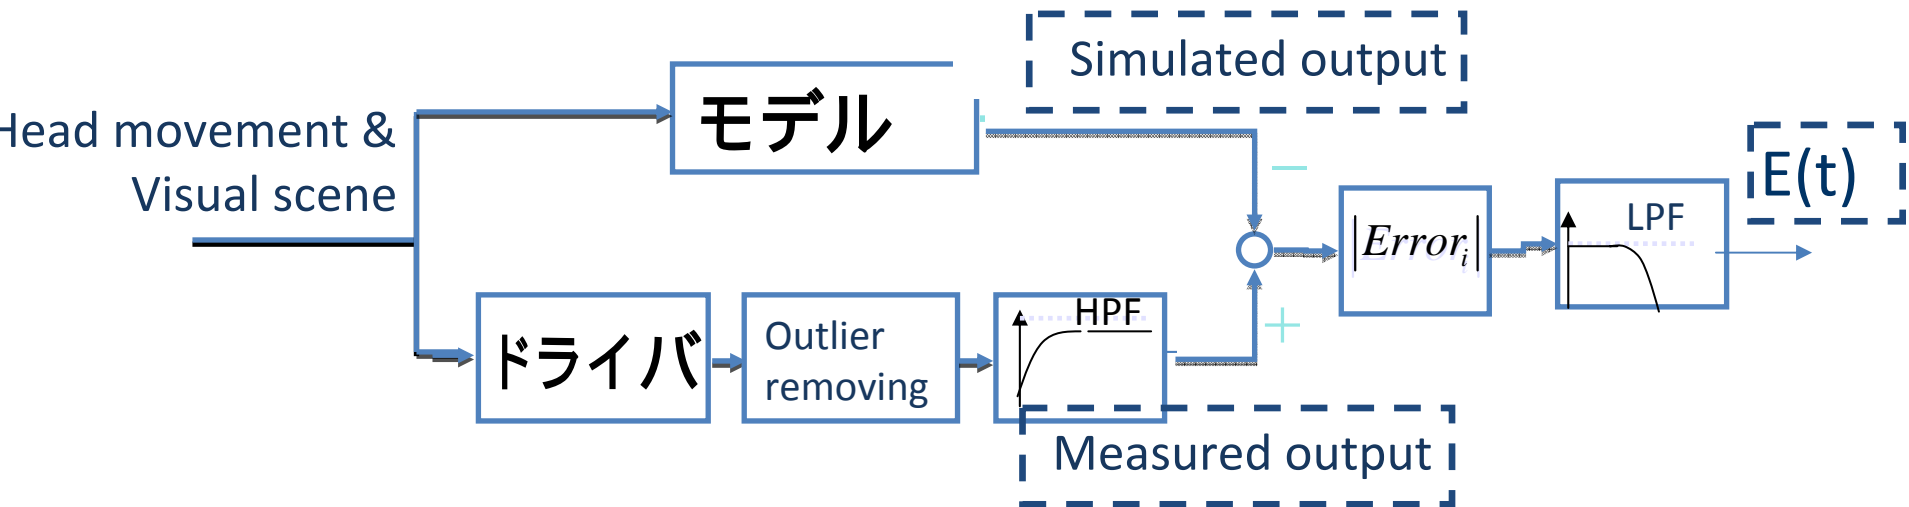 Simulated output
モデル
Head movement &
Visual scene
−
E(t)
LPF
|Error_i|
HPF
+
ドライバ
Outlier
removing
Measured output